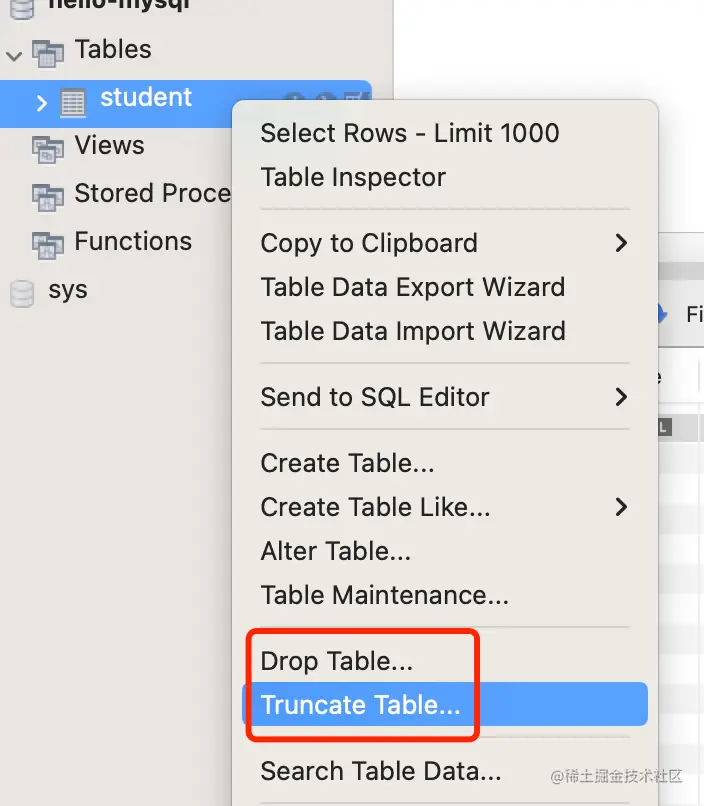 hello-mysql
Tables
student
Views
Stored Proce
Functions
sys
Select Rows - Limit 1000
Table Inspector
Copy to Clipboard
Table Data Export Wizard
Table Data Import Wizard
Fi
Send to SQL Editor
Create Table...
Create Table Like...
Alter Table...
Table Maintenance...
Drop Table...
Truncate Table...
Search Table Data...
@稀土掘金技术社区